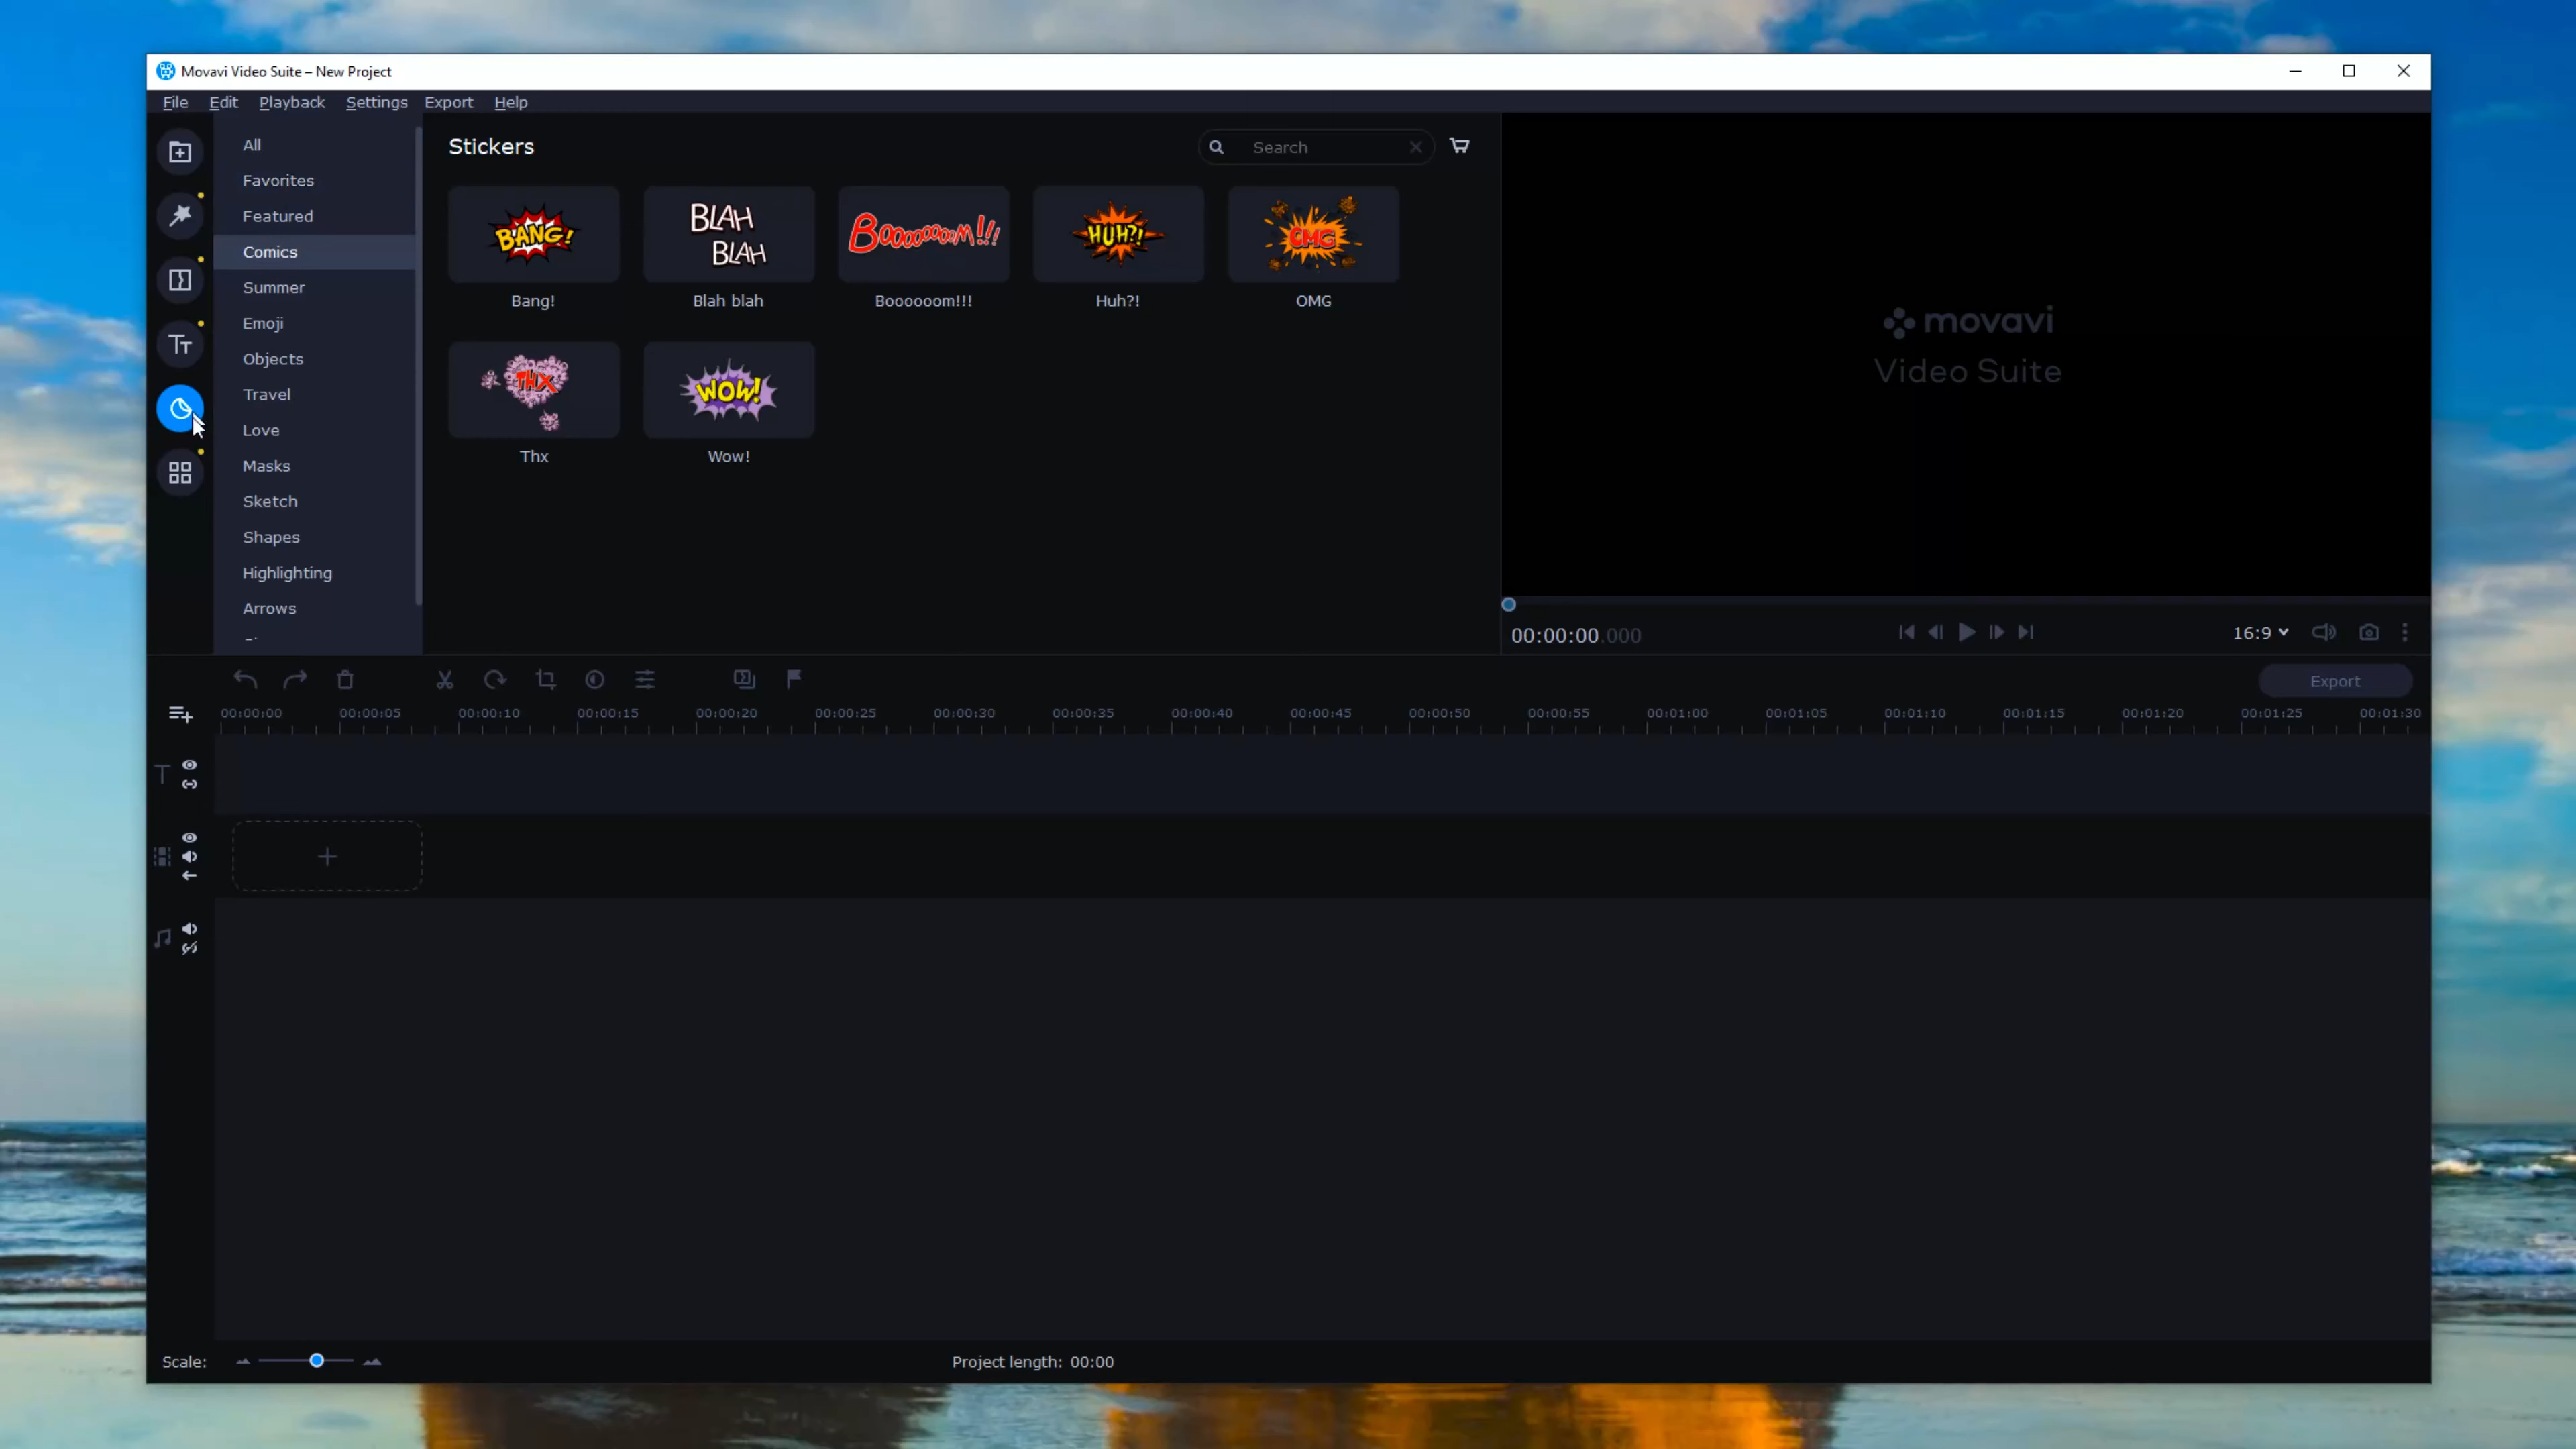 Movavi Video Suite – New Project
File Edit Playback Settings Export Help
All
Favorites
Featured
Comics
Summer
Emoji
Objects
Travel
Love
Masks
Sketch
Shapes
Highlighting
Arrows
Stickers
Search
BANG!
BLAH
BLAH
BoooooooM!!!
HUH?!
OMG
Bang! Blah blah Boooooom!!! Huh?! OMG
THX
WOW!
Thx Wow!
movavi
Video Suite
00:00:00.000
16:9
Export
00:00:00 00:00:05 00:00:10 00:00:15 00:00:20 00:00:25 00:00:30 00:00:35 00:00:40 00:00:45 00:00:50 00:00:55 00:01:00 00:01:05 00:01:10 00:01:15 00:01:20 00:01:25 00:01:30
Scale:
Project length: 00:00